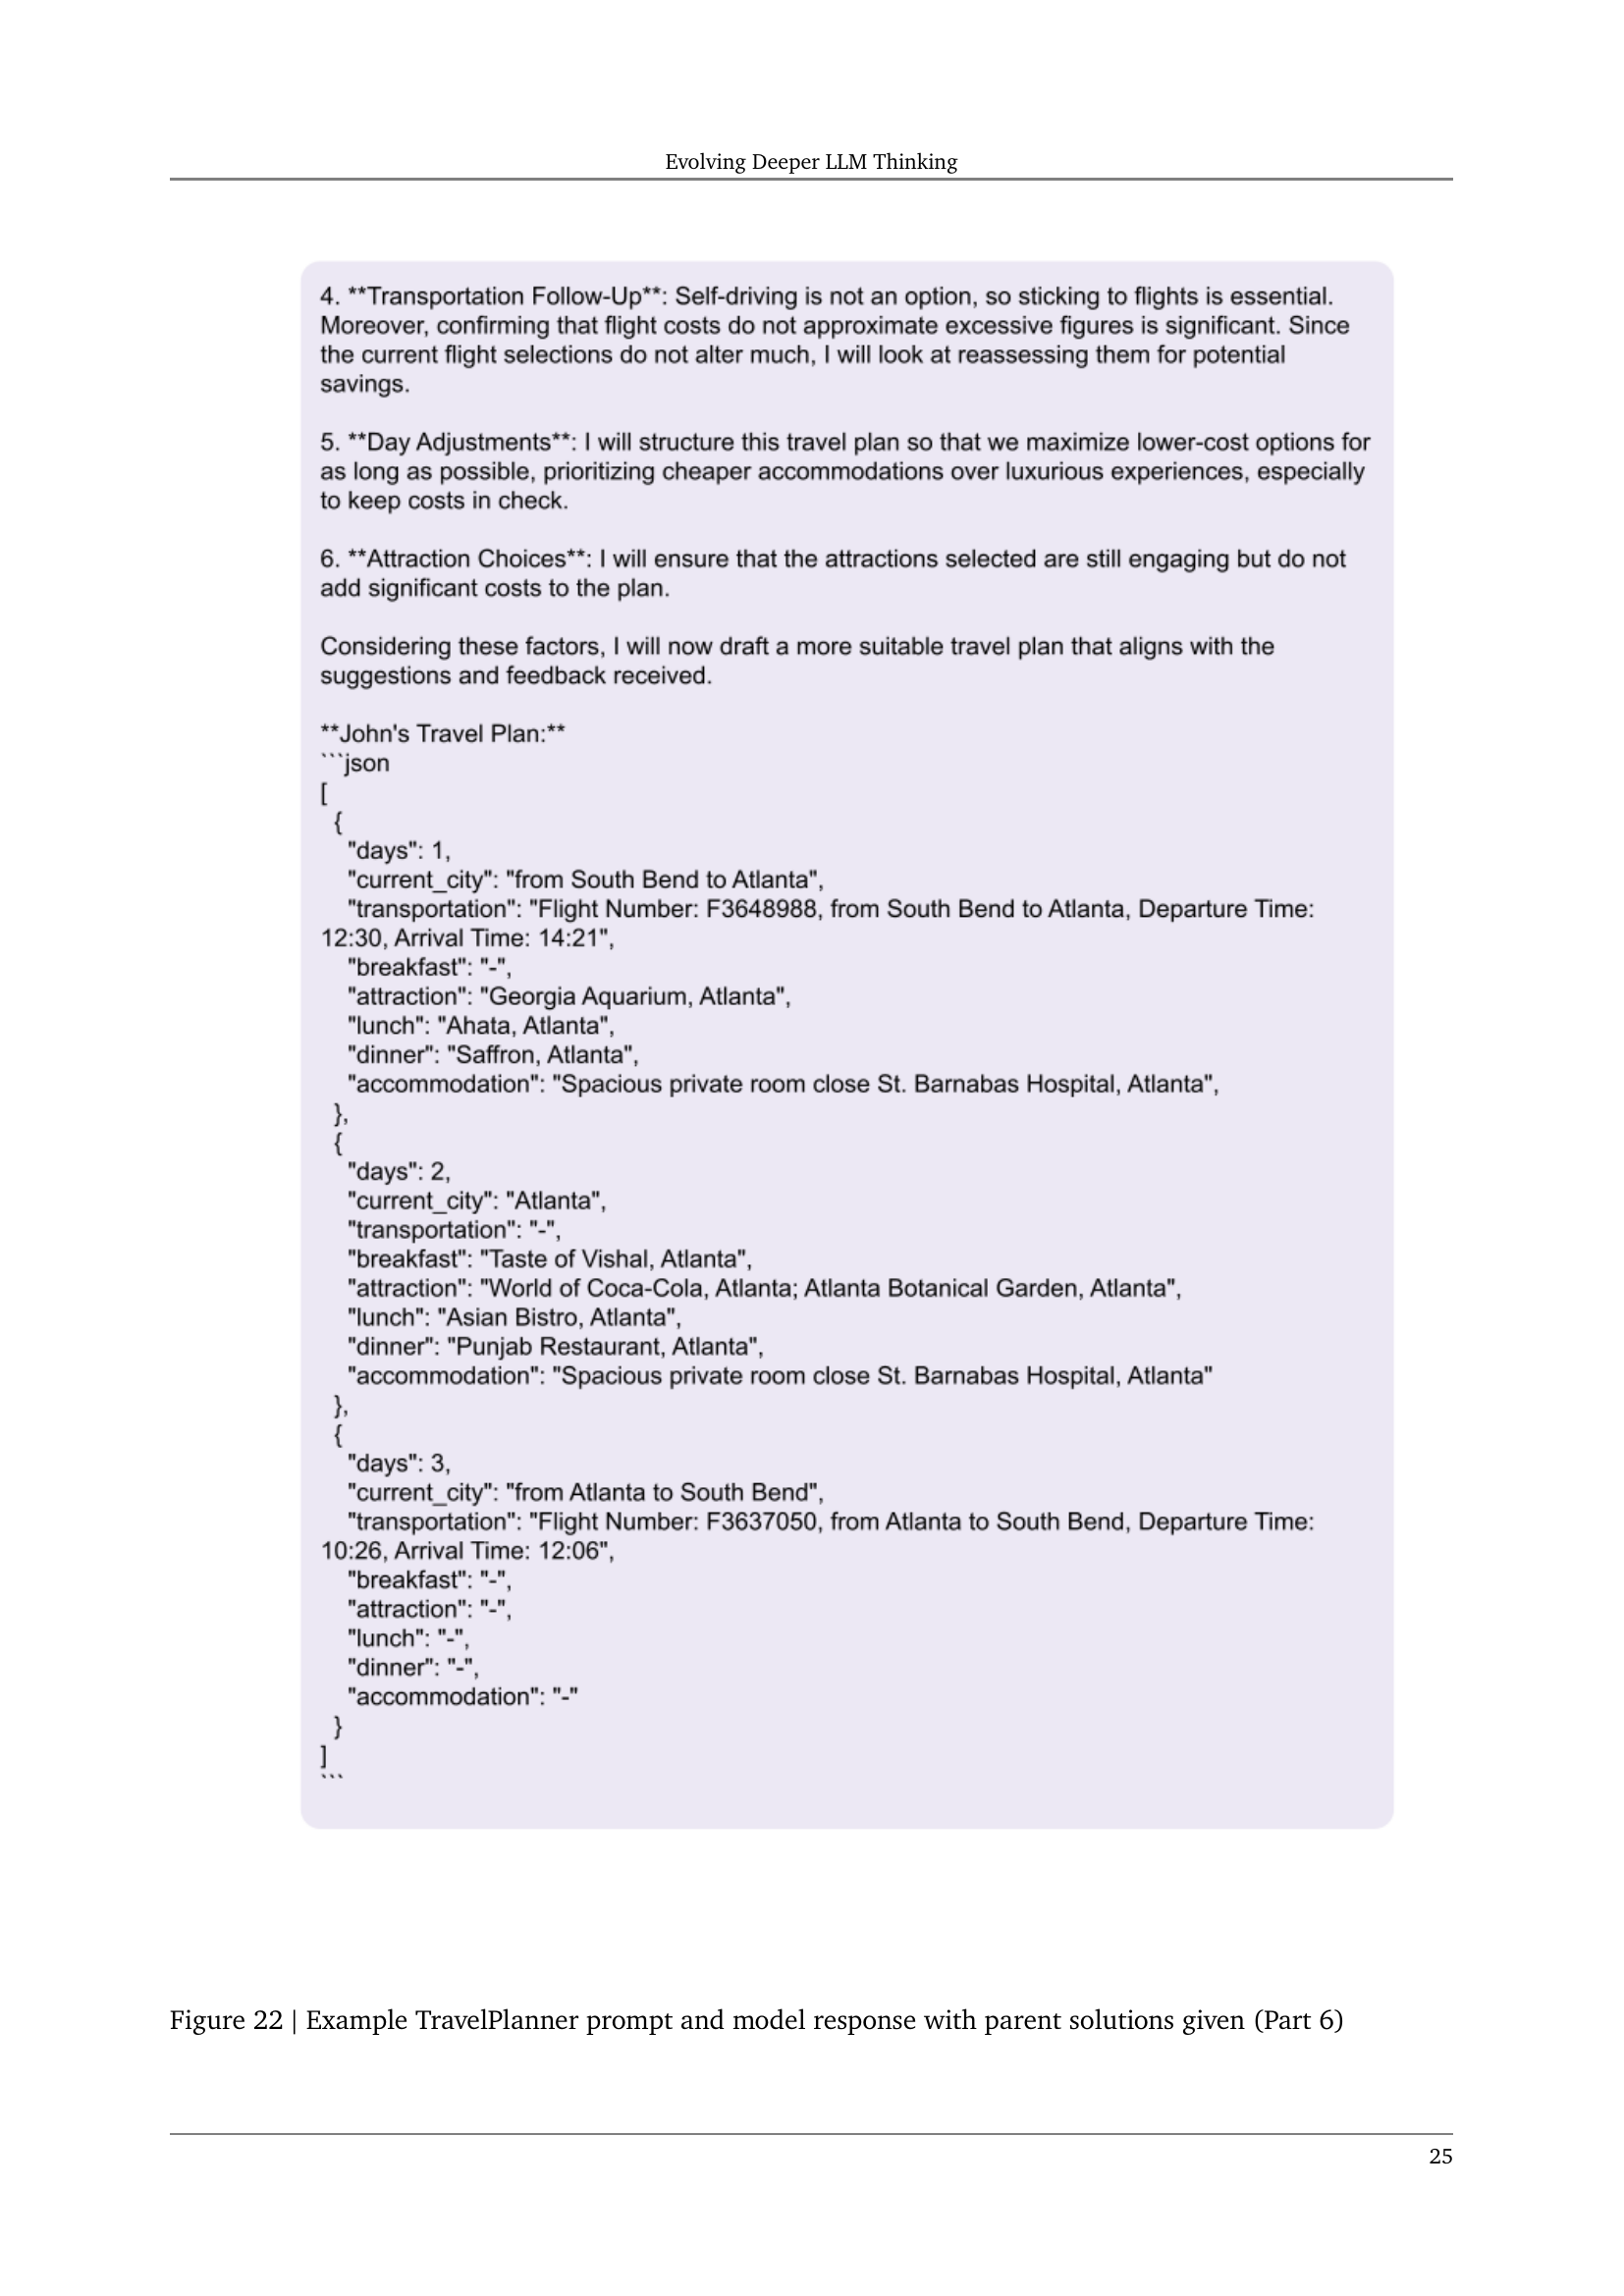 Evolving Deeper LLM Thinking
4. **Transportation Follow-Up**: Self-driving is not an option, so sticking to flights is essential.
Moreover, confirming that flight costs do not approximate excessive figures is significant. Since
the current flight selections do not alter much, I will look at reassessing them for potential
savings.
5. **Day Adjustments**: I will structure this travel plan so that we maximize lower-cost options for
as long as possible, prioritizing cheaper accommodations over luxurious experiences, especially
to keep costs in check.
6. **Attraction Choices**: I will ensure that the attractions selected are still engaging but do not
add significant costs to the plan.
Considering these factors, I will now draft a more suitable travel plan that aligns with the
suggestions and feedback received.
**John's Travel Plan:**
```json
[
{
"days": 1,
"current_city": "from South Bend to Atlanta",
"transportation": "Flight Number: F3648988, from South Bend to Atlanta, Departure Time:
12:30, Arrival Time: 14:21",
"breakfast": "-",
"attraction": "Georgia Aquarium, Atlanta",
"lunch": "Ahata, Atlanta",
"dinner": "Saffron, Atlanta",
"accommodation": "Spacious private room close St. Barnabas Hospital, Atlanta",
},
{
"days": 2,
"current_city": "Atlanta",
"transportation": "-",
"breakfast": "Taste of Vishal, Atlanta",
"attraction": "World of Coca-Cola, Atlanta; Atlanta Botanical Garden, Atlanta",
"lunch": "Asian Bistro, Atlanta",
"dinner": "Punjab Restaurant, Atlanta",
"accommodation": "Spacious private room close St. Barnabas Hospital, Atlanta"
},
{
"days": 3,
"current_city": "from Atlanta to South Bend",
"transportation": "Flight Number: F3637050, from Atlanta to South Bend, Departure Time:
10:26, Arrival Time: 12:06",
"breakfast": "-",
"attraction": "-",
"lunch": "-",
"dinner": "-",
"accommodation": "-"
}
]
```
Figure 22 | Example TravelPlanner prompt and model response with parent solutions given (Part 6)
25